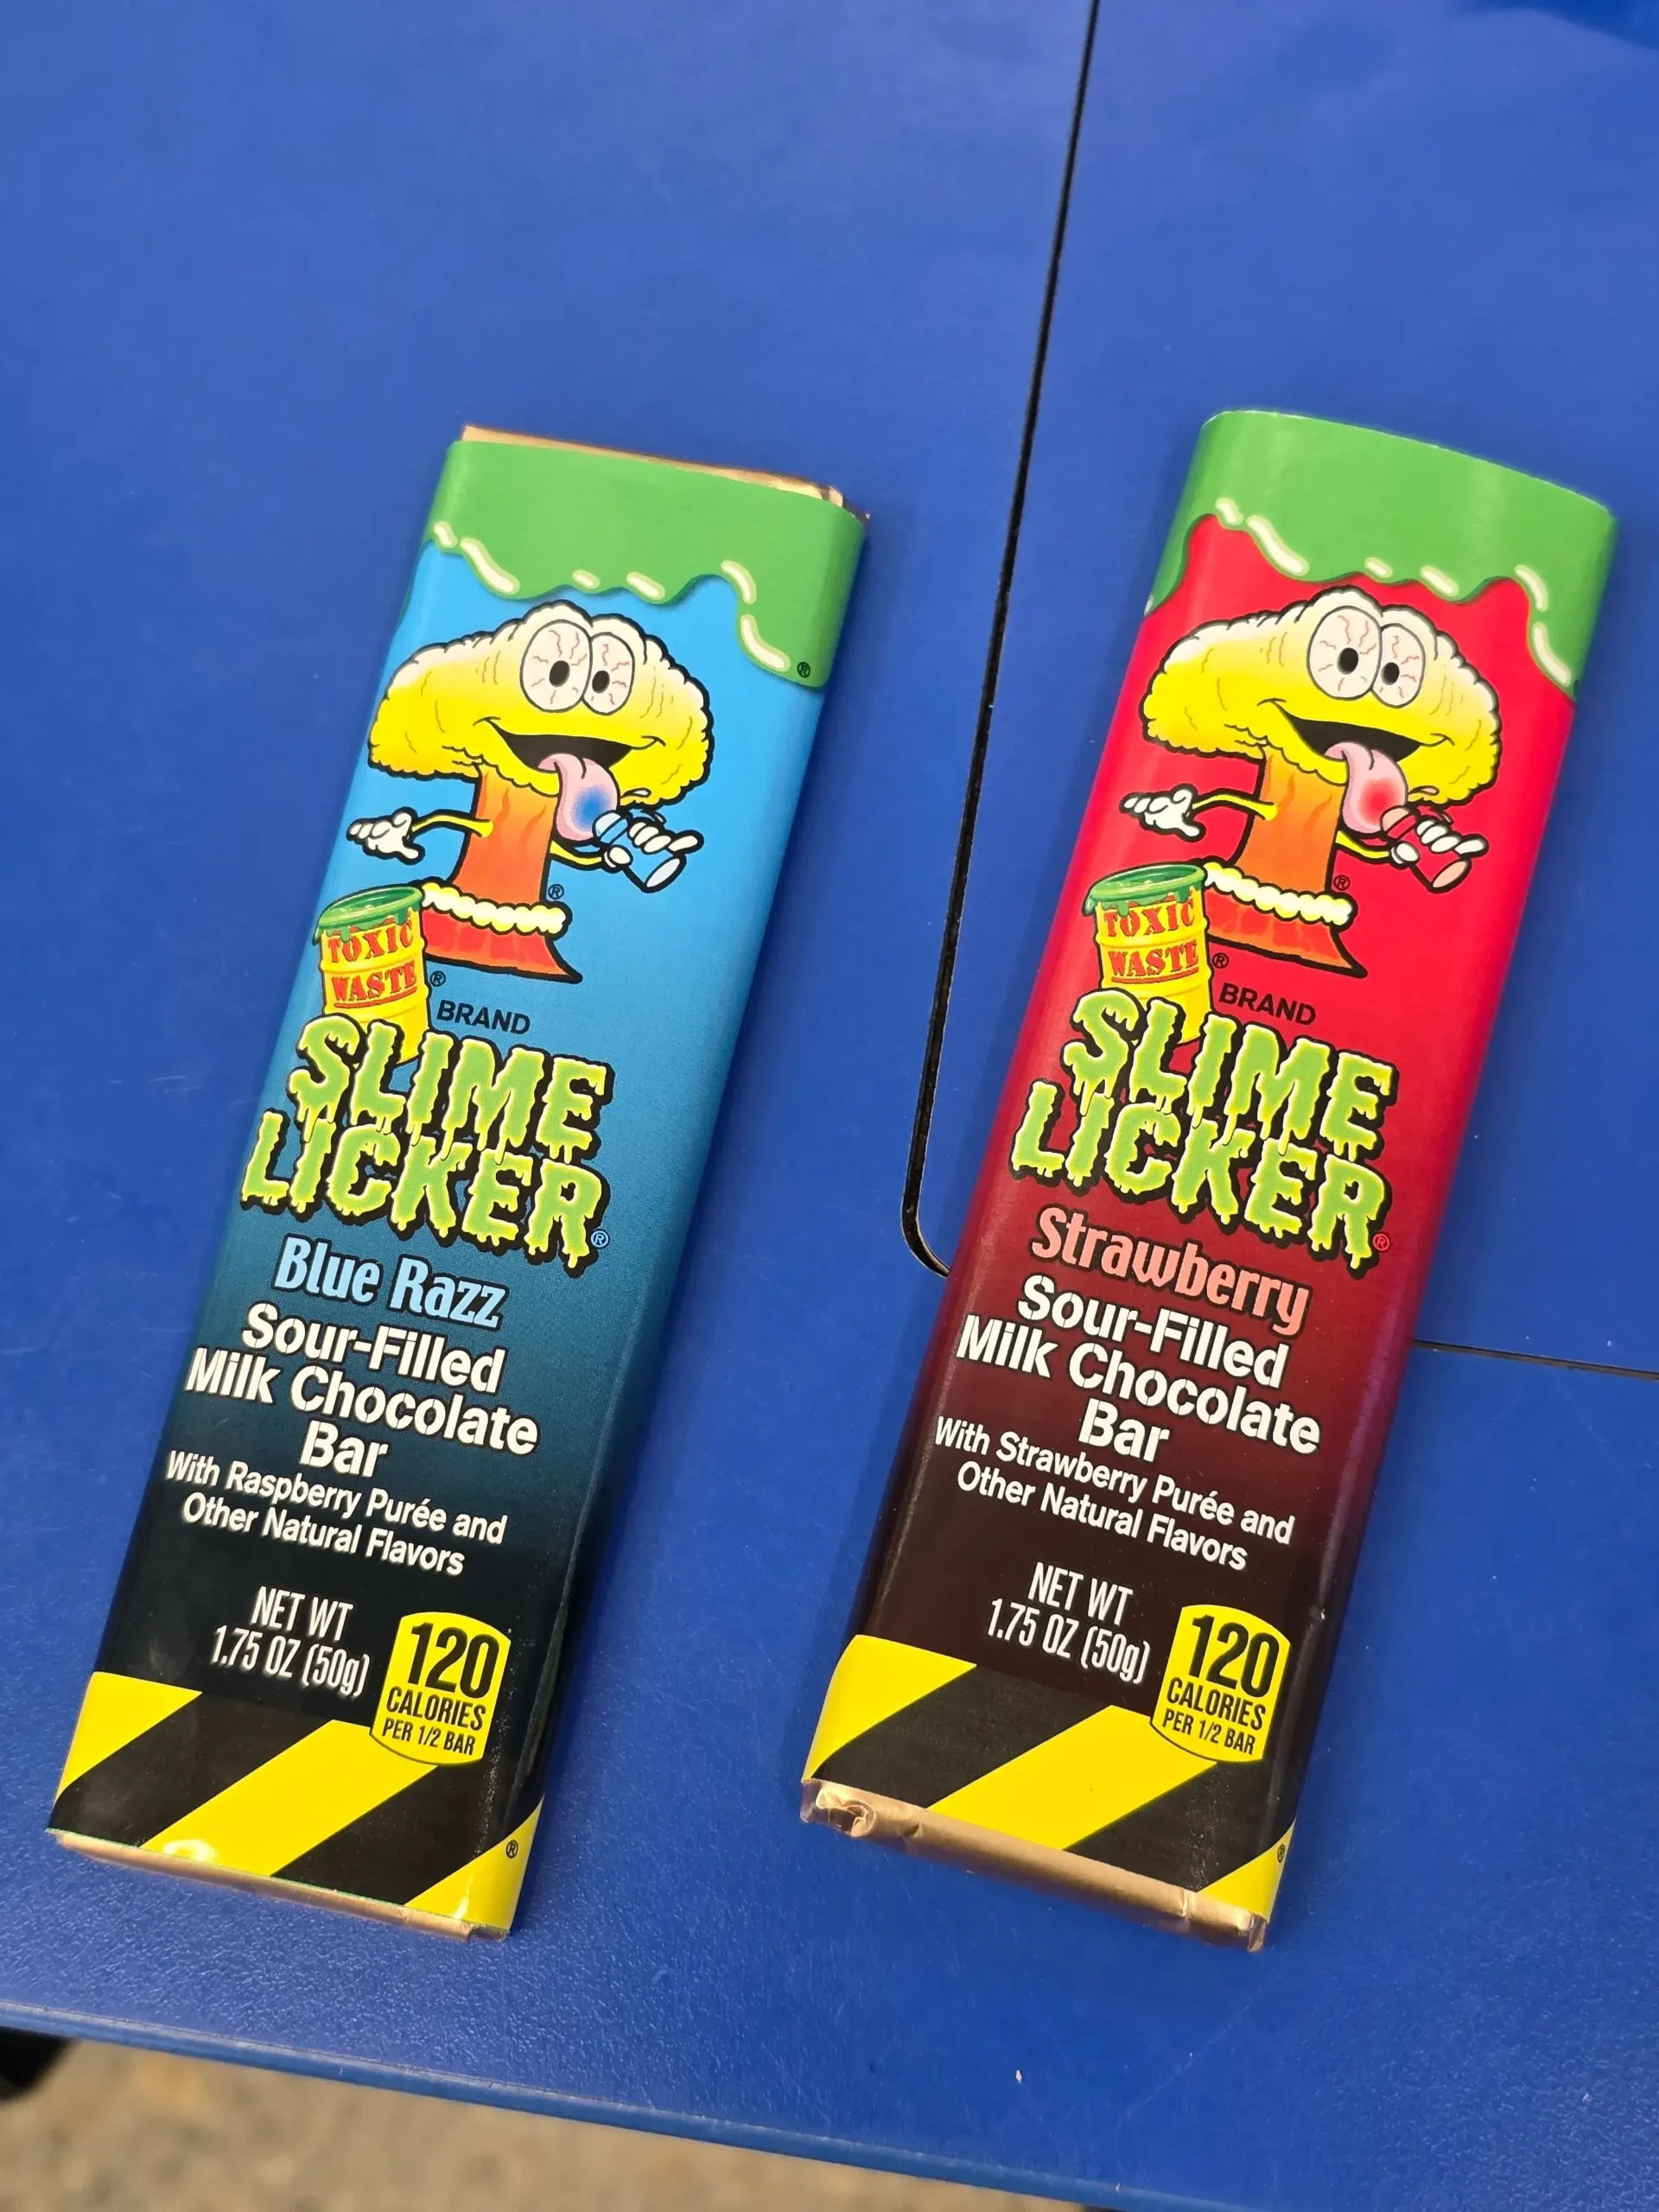 ®
®
TOXIC
WASTE
®
BRAND
SLIME
LICKER®
Blue Razz
Sour-Filled
Milk Chocolate
Bar
With Raspberry Purée and
Other Natural Flavors
NET WT
1.75 OZ (50g)
120
CALORIES
PER 1/2 BAR
®
®
TOXIC
WASTE
®
BRAND
SLIME
LICKER®
Strawberry
Sour-Filled
Milk Chocolate
Bar
With Strawberry Purée and
Other Natural Flavors
NET WT
1.75 OZ (50g)
120
CALORIES
PER 1/2 BAR
®